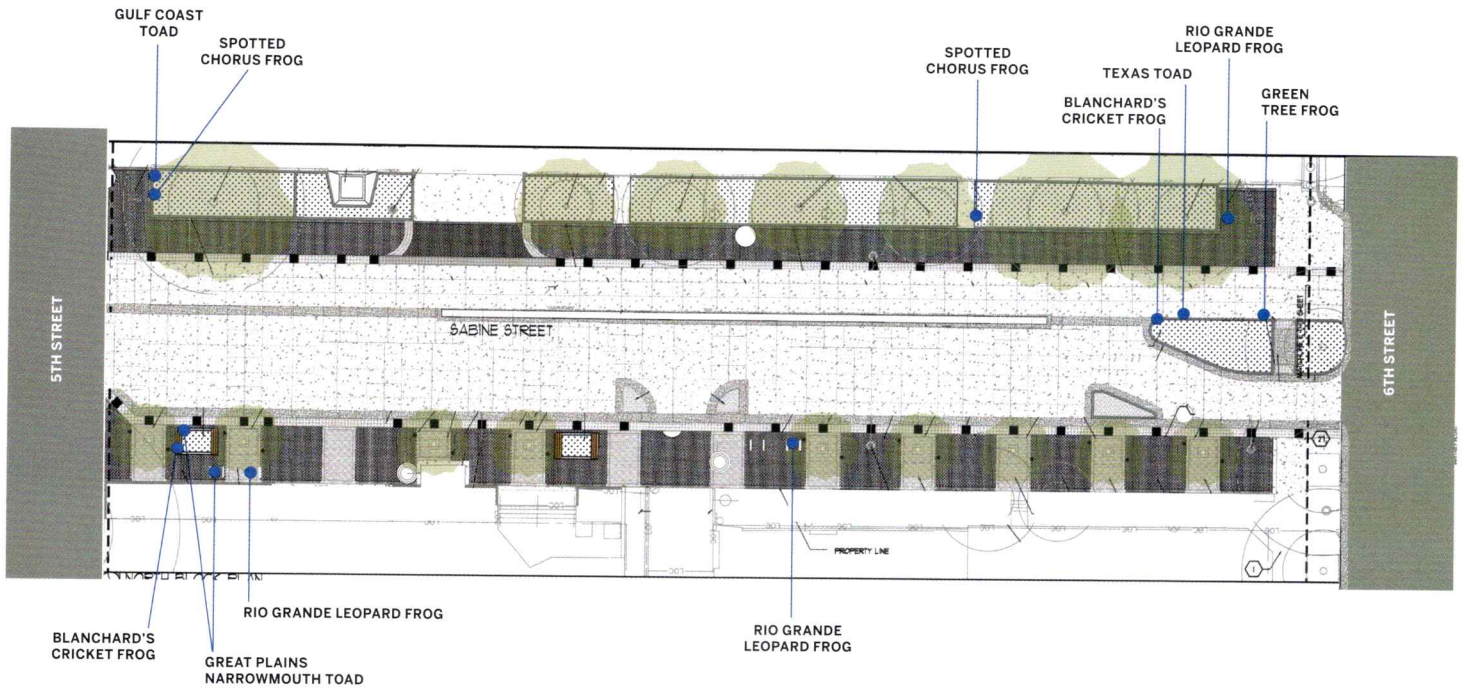 GULF COAST
TOAD
SPOTTED
CHORUS FROG
SPOTTED
CHORUS FROG
BLANCHARD'S
CRICKET FROG
TEXAS TOAD
RIO GRANDE
LEOPARD FROG
GREEN
TREE FROG
5TH STREET
SABINE STREET
6TH STREET
PROPERTY LINE
BLANCHARD'S
CRICKET FROG
GREAT PLAINS
NARROWMOUTH TOAD
RIO GRANDE LEOPARD FROG
RIO GRANDE
LEOPARD FROG